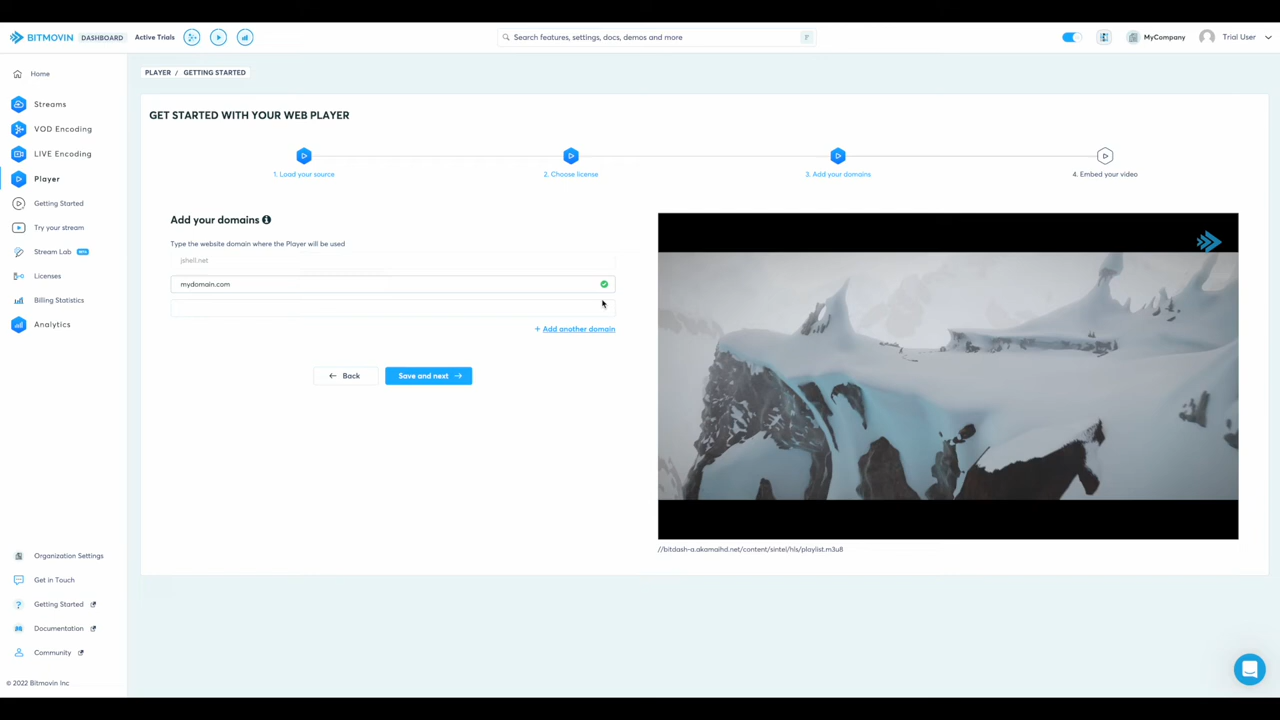 BITMOVIN DASHBOARD Active Trials
Search features, settings, docs, demos and more
MyCompany
Trial User
Home
Streams
VOD Encoding
LIVE Encoding
Player
Getting Started
Try your stream
Stream Lab BETA
Licenses
Billing Statistics
Analytics
Organization Settings
Get in Touch
Getting Started
Documentation
Community
© 2022 Bitmovin Inc
PLAYER / GETTING STARTED
GET STARTED WITH YOUR WEB PLAYER
1. Load your source
2. Choose license
3. Add your domains
4. Embed your video
Add your domains
Type the website domain where the Player will be used
jshell.net
mydomain.com
+ Add another domain
Back
Save and next
//bitdash-a.akamaihd.net/content/sintel/hls/playlist.m3u8